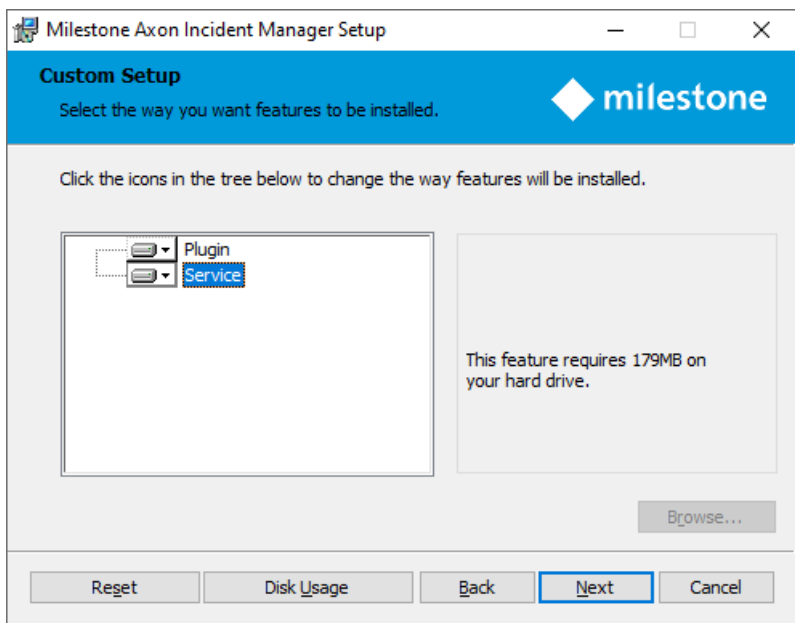 Milestone Axon Incident Manager Setup
Custom Setup
Select the way you want features to be installed.
milestone
Click the icons in the tree below to change the way features will be installed.
Plugin
Service
This feature requires 179MB on
your hard drive.
Browse...
Reset
Disk Usage
Back
Next
Cancel